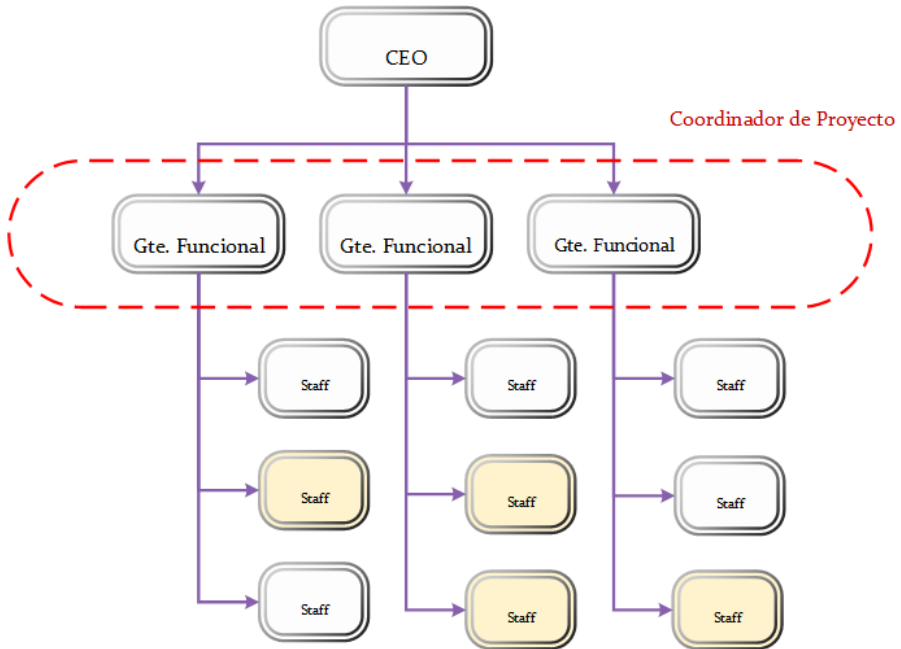 CEO
Coordinador de Proyecto
Gte. Funcional
Gte. Funcional
Gte. Funcional
Staff
Staff
Staff
Staff
Staff
Staff
Staff
Staff
Staff